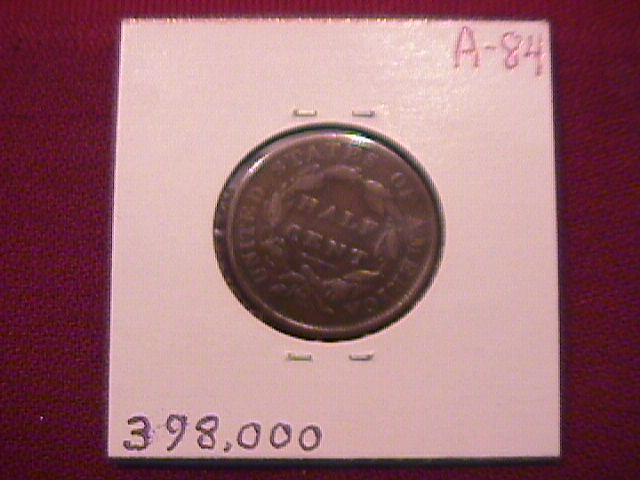 A-84
UNITED STATES OF AMERICA
HALF
CENT
398,000